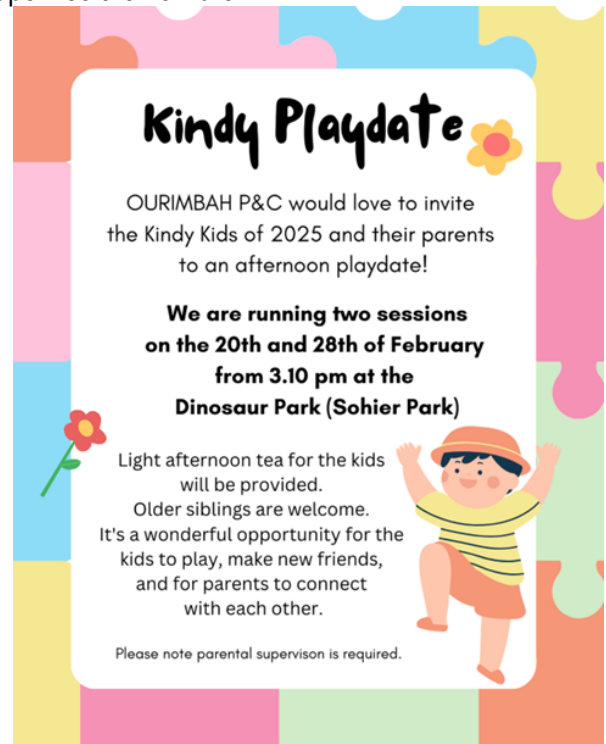 Kindy Playdate
OURIMBAH P&C would love to invite
the Kindy Kids of 2025 and their parents
to an afternoon playdate!
We are running two sessions
on the 20th and 28th of February
from 3.10 pm at the
Dinosaur Park (Sohier Park)
Light afternoon tea for the kids
will be provided.
Older siblings are welcome.
It's a wonderful opportunity for the
kids to play, make new friends,
and for parents to connect
with each other.
Please note parental supervison is required.